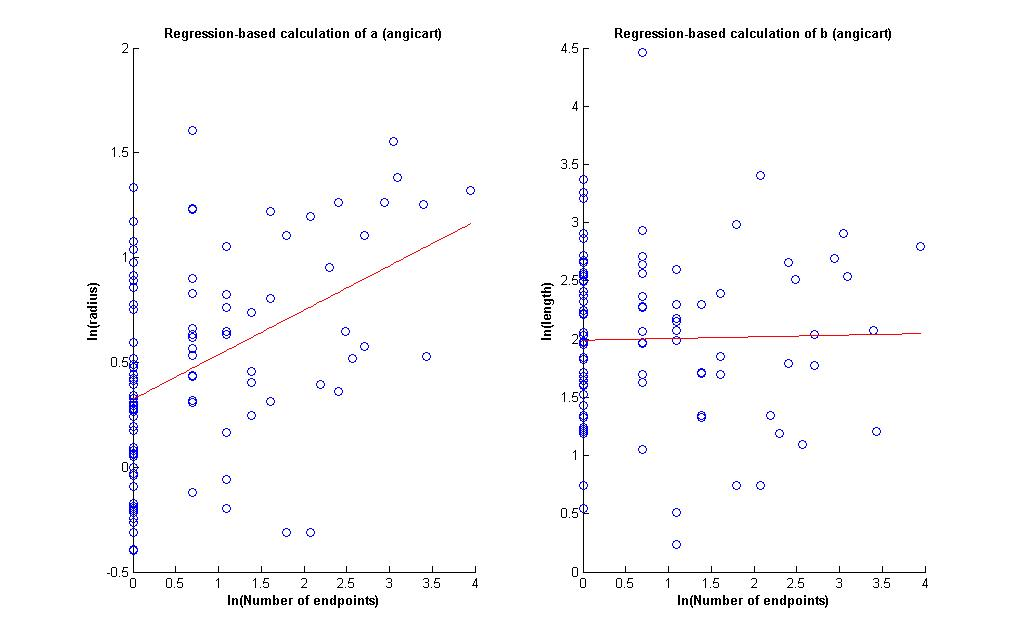 Regression-based calculation of a (angicart)
2
1.5
1
0.5
0
-0.5
ln(radius)
0 0.5 1 1.5 2 2.5 3 3.5 4
ln(Number of endpoints)
Regression-based calculation of b (angicart)
4.5
4
3.5
3
2.5
2
1.5
1
0.5
0
ln(length)
0 0.5 1 1.5 2 2.5 3 3.5 4
ln(Number of endpoints)